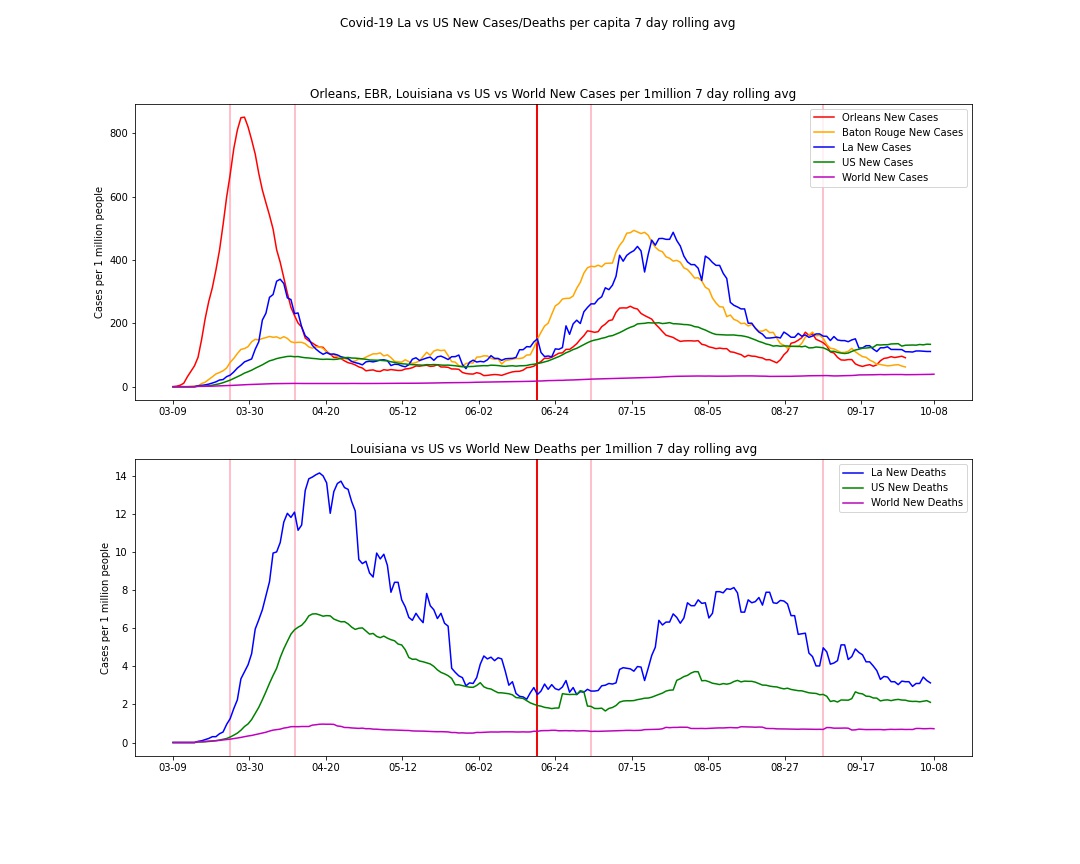 Covid-19 La vs US New Cases/Deaths per capita 7 day rolling avg
Orleans, EBR, Louisiana vs US vs World New Cases per 1million 7 day rolling avg
Cases per 1 million people
800
600
400
200
0
Orleans New Cases
Baton Rouge New Cases
La New Cases
US New Cases
World New Cases
03-09 03-30 04-20 05-12 06-02 06-24 07-15 08-05 08-27 09-17 10-08
Louisiana vs US vs World New Deaths per 1million 7 day rolling avg
Cases per 1 million people
14
12
10
8
6
4
2
0
La New Deaths
US New Deaths
World New Deaths
03-09 03-30 04-20 05-12 06-02 06-24 07-15 08-05 08-27 09-17 10-08